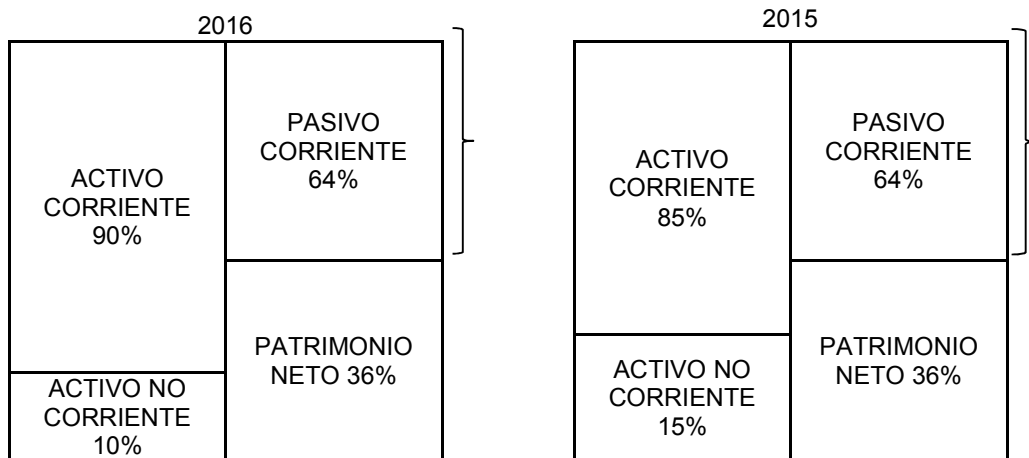 2016
ACTIVO
CORRIENTE
90%
ACTIVO NO
CORRIENTE
10%
PASIVO
CORRIENTE
64%
PATRIMONIO
NETO 36%
2015
ACTIVO
CORRIENTE
85%
ACTIVO NO
CORRIENTE
15%
PASIVO
CORRIENTE
64%
PATRIMONIO
NETO 36%